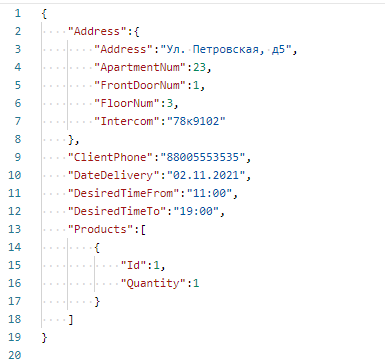 1 {
2 "Address":{
3 "Address":"Ул. Петровская, д5",
4 "ApartmentNum":23,
5 "FrontDoorNum":1,
6 "FloorNum":3,
7 "Intercom":"78к9102"
8 },
9 "ClientPhone":"88005553535",
10 "DateDelivery":"02.11.2021",
11 "DesiredTimeFrom":"11:00",
12 "DesiredTimeTo":"19:00",
13 "Products":[
14 {
15 "Id":1,
16 "Quantity":1
17 }
18 ]
19 }
20